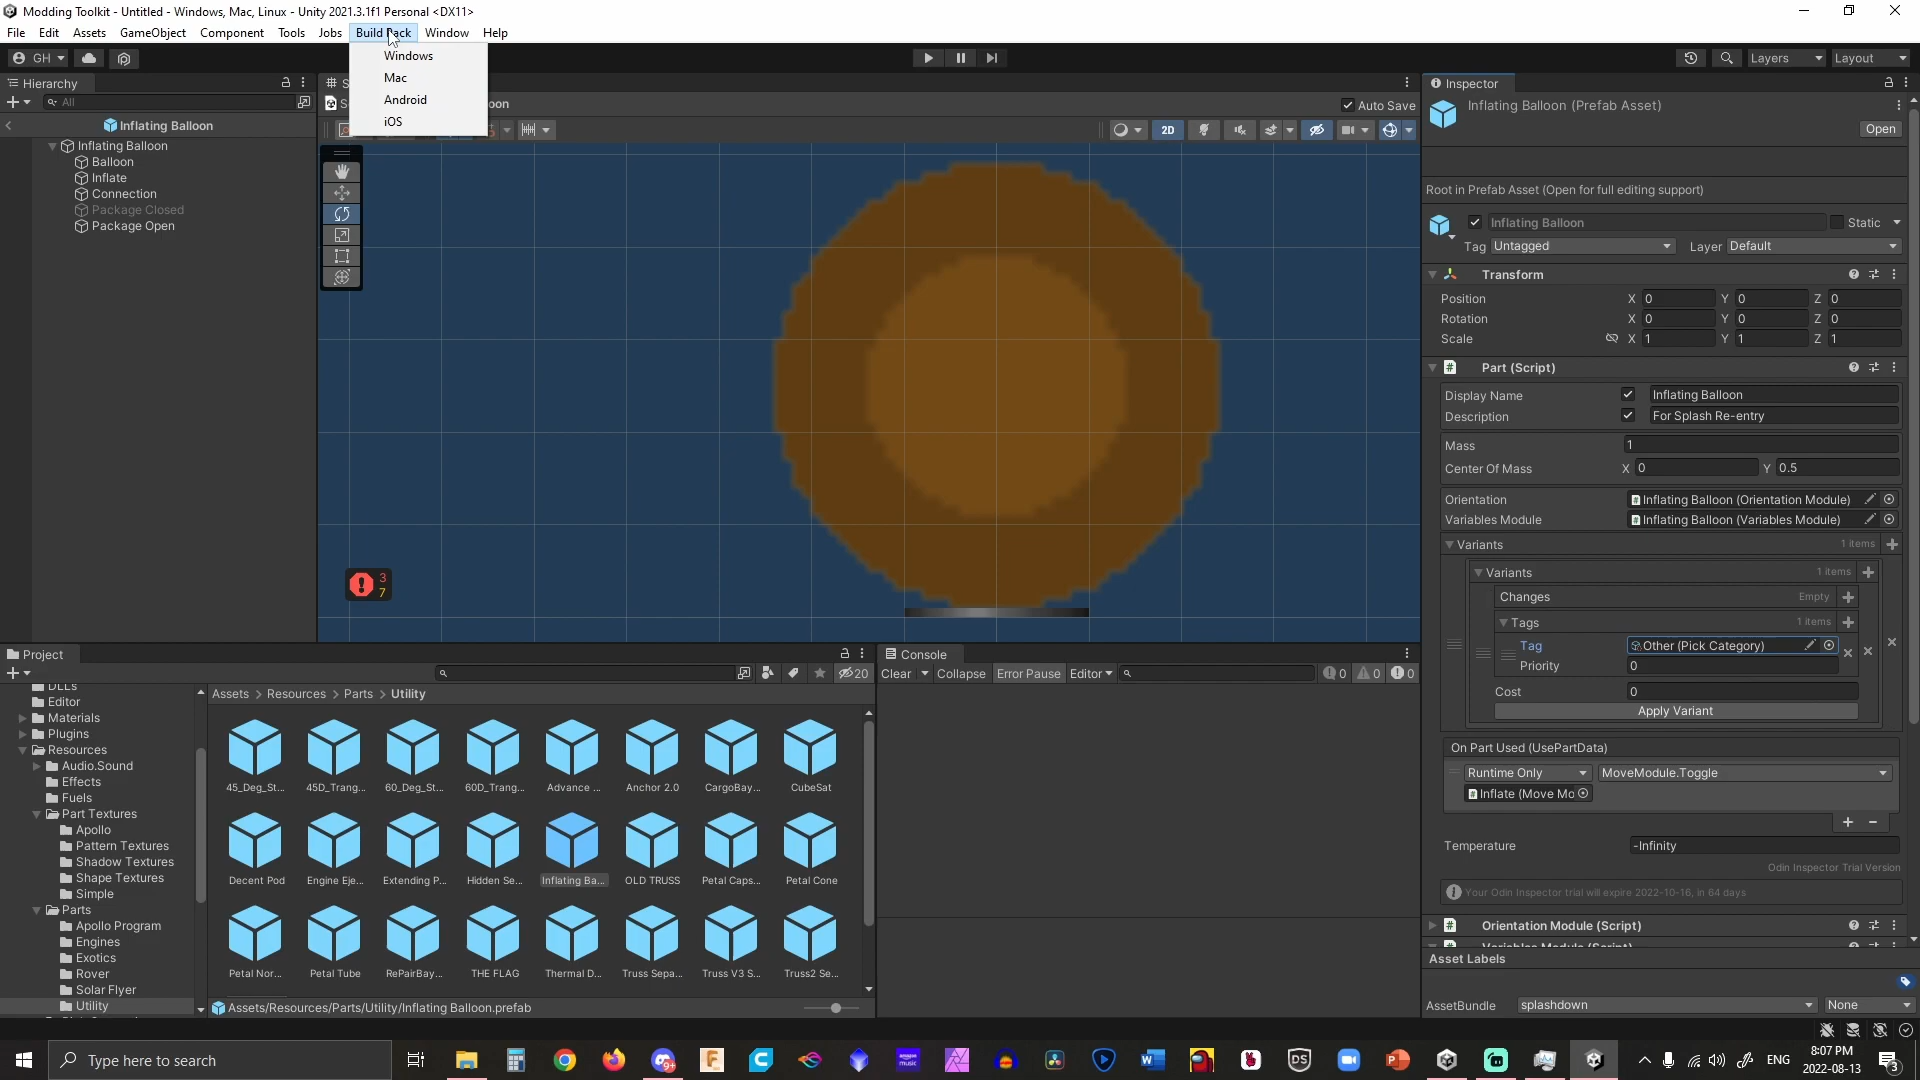 Modding Toolkit - Untitled - Windows, Mac, Linux - Unity 2021.3.1f1 Personal <DX11>
File Edit Assets GameObject Component Tools Jobs Build Pack Window Help
GH
Layers
Layout
Windows
Mac
Android
iOS
Hierarchy
All
Inflating Balloon
Inflating Balloon
Balloon
Inflate
Connection
Package Closed
Package Open
Auto Save
2D
3
7
Inspector
Inflating Balloon (Prefab Asset)
Open
Root in Prefab Asset (Open for full editing support)
Inflating Balloon
Static
Tag Untagged Layer Default
Transform
Position X 0 Y 0 Z 0
Rotation X 0 Y 0 Z 0
Scale X 1 Y 1 Z 1
# Part (Script)
Display Name Inflating Balloon
Description For Splash Re-entry
Mass 1
Center Of Mass X 0 Y 0.5
Orientation Inflating Balloon (Orientation Module)
Variables Module Inflating Balloon (Variables Module)
Variants 1 items
Variants 1 items
Changes Empty
Tags 1 items
Tag Other (Pick Category)
Priority 0
Cost 0
Apply Variant
On Part Used (UsePartData)
Runtime Only MoveModule.Toggle
Inflate (Move Mo
Temperature -Infinity
Odin Inspector Trial Version
Your Odin Inspector trial will expire 2022-10-16, in 64 days
# Orientation Module (Script)
Asset Labels
AssetBundle splashdown None
Project
20
DLLs
Editor
Materials
Plugins
Resources
Audio.Sound
Effects
Fuels
Part Textures
Apollo
Pattern Textures
Shadow Textures
Shape Textures
Simple
Parts
Apollo Program
Engines
Exotics
Rover
Solar Flyer
Utility
Assets > Resources > Parts > Utility
45_Deg_St... 45D_Trang... 60_Deg_St... 60D_Trang... Advance ... Anchor 2.0 CargoBay... CubeSat
Decent Pod Engine Eje... Extending P... Hidden Se... Inflating Ba... OLD TRUSS Petal Caps... Petal Cone
Petal Nor... Petal Tube RePairBay... THE FLAG Thermal D... Truss Sepa... Truss V3 S... Truss2 Se...
Assets/Resources/Parts/Utility/Inflating Balloon.prefab
Console
Clear Collapse Error Pause Editor 0 0 0
Type here to search
9+
DS
ENG
8:07 PM
2022-08-13
3